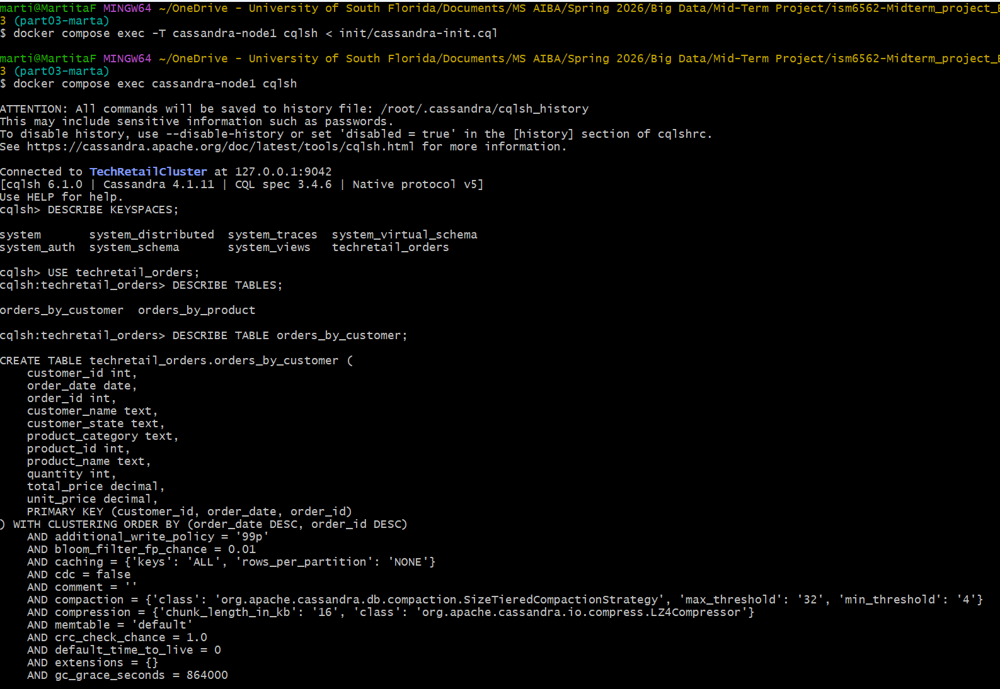 marti@MartitaF MINGW64 ~/OneDrive - University of South Florida/Documents/MS AIBA/Spring 2026/Big Data/Mid-Term Project/ism6562-Midterm_project_
3 (part03-marta)
$ docker compose exec -T cassandra-node1 cqlsh < init/cassandra-init.cql
marti@MartitaF MINGW64 ~/OneDrive - University of South Florida/Documents/MS AIBA/Spring 2026/Big Data/Mid-Term Project/ism6562-Midterm_project_
3 (part03-marta)
$ docker compose exec cassandra-node1 cqlsh
ATTENTION: All commands will be saved to history file: /root/.cassandra/cqlsh_history
This may include sensitive information such as passwords.
To disable history, use --disable-history or set 'disabled = true' in the [history] section of cqlshrc.
See https://cassandra.apache.org/doc/latest/tools/cqlsh.html for more information.
Connected to TechRetailCluster at 127.0.0.1:9042
[cqlsh 6.1.0 | Cassandra 4.1.11 | CQL spec 3.4.6 | Native protocol v5]
Use HELP for help.
cqlsh> DESCRIBE KEYSPACES;
system       system_distributed  system_traces  system_virtual_schema
system_auth  system_schema       system_views   techretail_orders
cqlsh> USE techretail_orders;
cqlsh:techretail_orders> DESCRIBE TABLES;
orders_by_customer  orders_by_product
cqlsh:techretail_orders> DESCRIBE TABLE orders_by_customer;
CREATE TABLE techretail_orders.orders_by_customer (
    customer_id int,
    order_date date,
    order_id int,
    customer_name text,
    customer_state text,
    product_category text,
    product_id int,
    product_name text,
    quantity int,
    total_price decimal,
    unit_price decimal,
    PRIMARY KEY (customer_id, order_date, order_id)
) WITH CLUSTERING ORDER BY (order_date DESC, order_id DESC)
    AND additional_write_policy = '99p'
    AND bloom_filter_fp_chance = 0.01
    AND caching = {'keys': 'ALL', 'rows_per_partition': 'NONE'}
    AND cdc = false
    AND comment = ''
    AND compaction = {'class': 'org.apache.cassandra.db.compaction.SizeTieredCompactionStrategy', 'max_threshold': '32', 'min_threshold': '4'}
    AND compression = {'chunk_length_in_kb': '16', 'class': 'org.apache.cassandra.io.compress.LZ4Compressor'}
    AND memtable = 'default'
    AND crc_check_chance = 1.0
    AND default_time_to_live = 0
    AND extensions = {}
    AND gc_grace_seconds = 864000